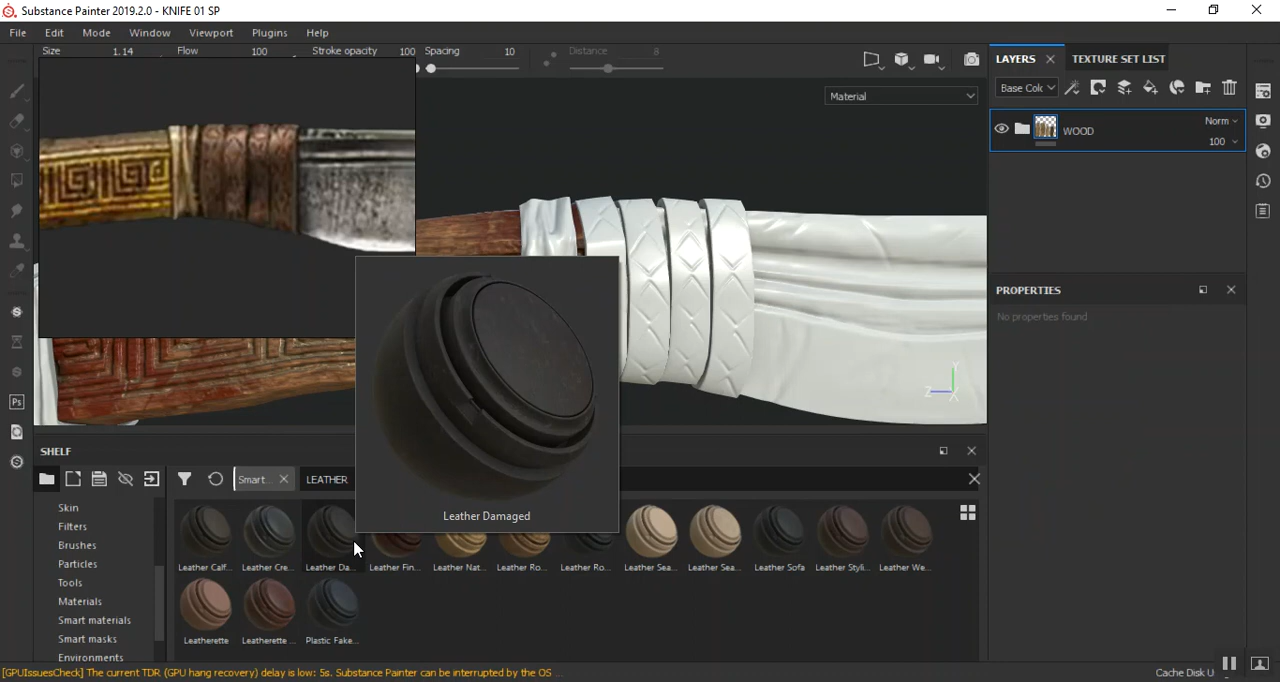 Substance Painter 2019.2.0 - KNIFE 01 SP
File Edit Mode Window Viewport Plugins Help
Size 1.14 Flow 100 Stroke opacity 100 Spacing 10 Distance 8
LAYERS TEXTURE SET LIST
Material
Base Col
WOOD
Norm
100
PROPERTIES
No properties found
Ps
Y
Z X
SHELF
Smart... LEATHER
Leather Damaged
Skin
Filters
Brushes
Particles
Tools
Materials
Smart materials
Smart masks
Environments
Leather Calf... Leather Cre... Leather Da... Leather Fin... Leather Nat... Leather Ro... Leather Ro... Leather Sea... Leather Sea... Leather Sofa Leather Styli... Leather We...
Leatherette Leatherette ... Plastic Fake...
[GPUIssuesCheck] The current TDR (GPU hang recovery) delay is low: 5s. Substance Painter can be interrupted by the OS ...
Cache Disk U